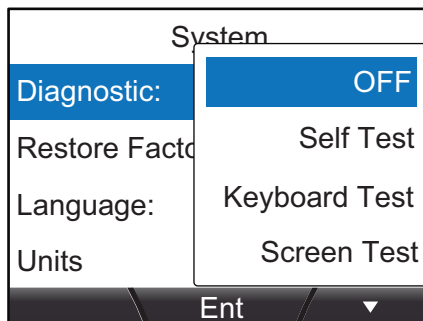 System
Diagnostic:
OFF
Restore Facto
Self Test
Language:
Keyboard Test
Units
Screen Test
Ent